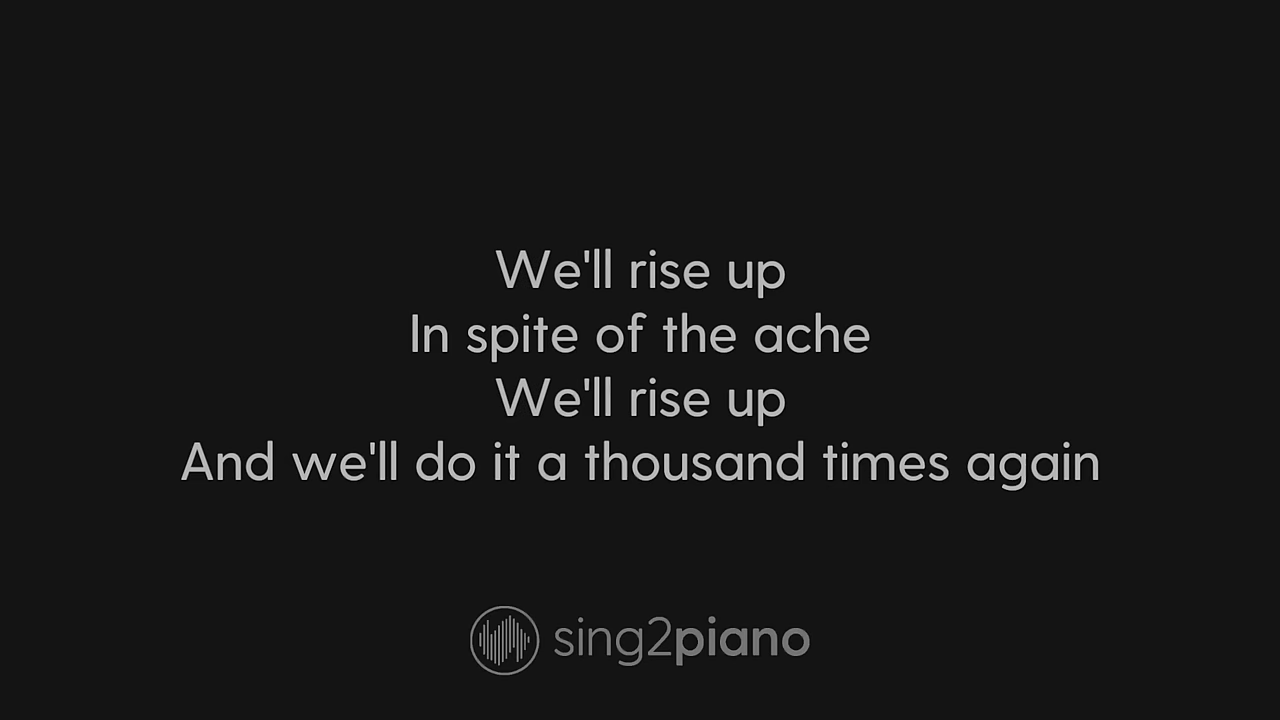 We'll rise up
In spite of the ache
We'll rise up
And we'll do it a thousand times again
sing2piano